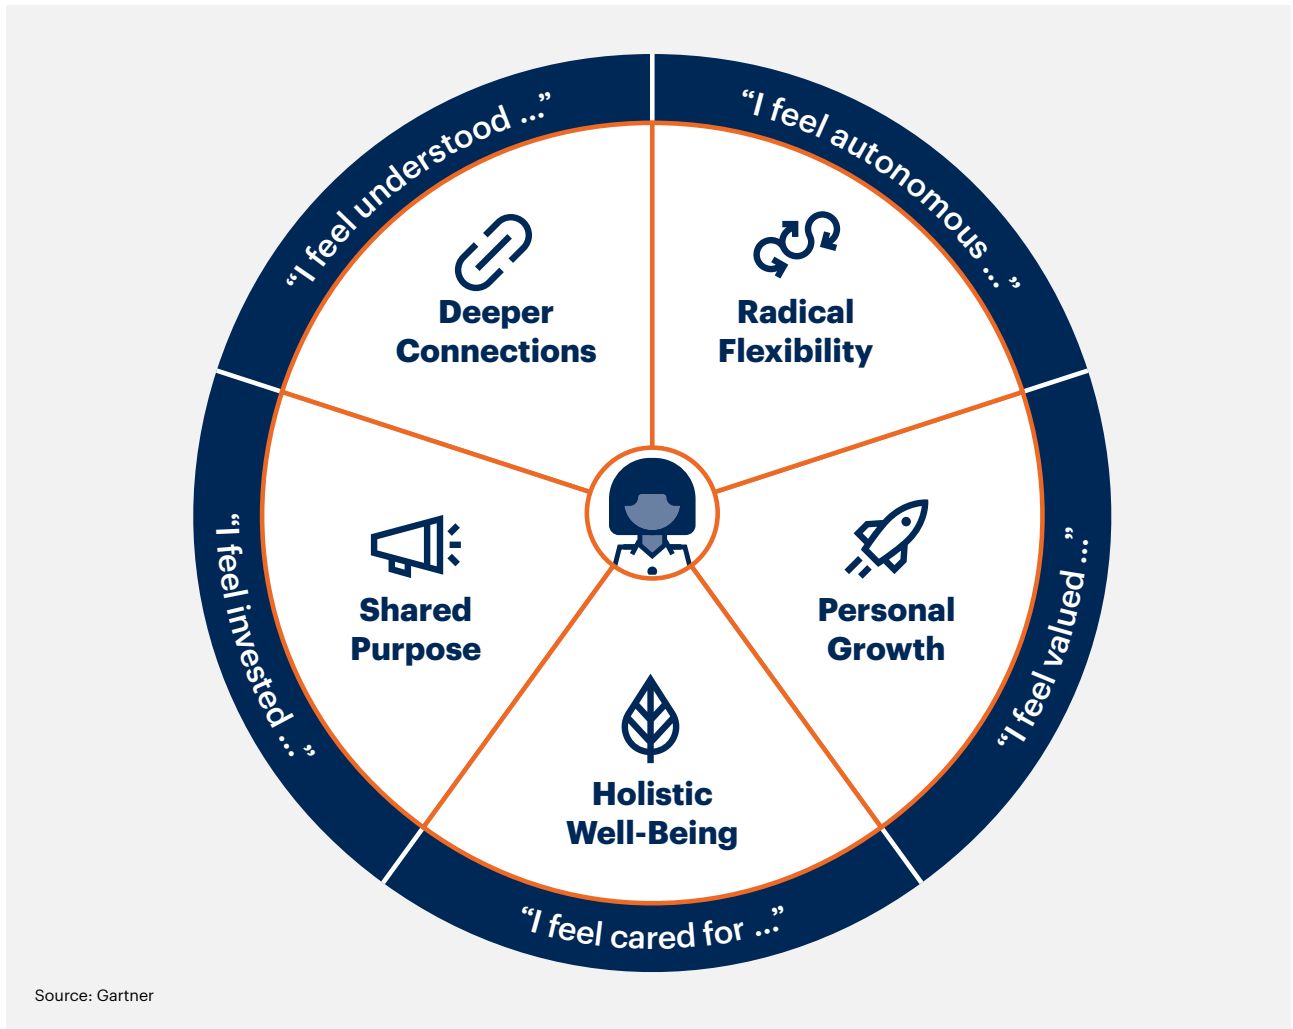 “I feel understood ...”
“I feel autonomous ...”
Deeper
Connections
Radical
Flexibility
“I feel invested ...”
Shared
Purpose
Personal
Growth
“I feel valued ...”
Holistic
Well-Being
“I feel cared for ...”
Source: Gartner